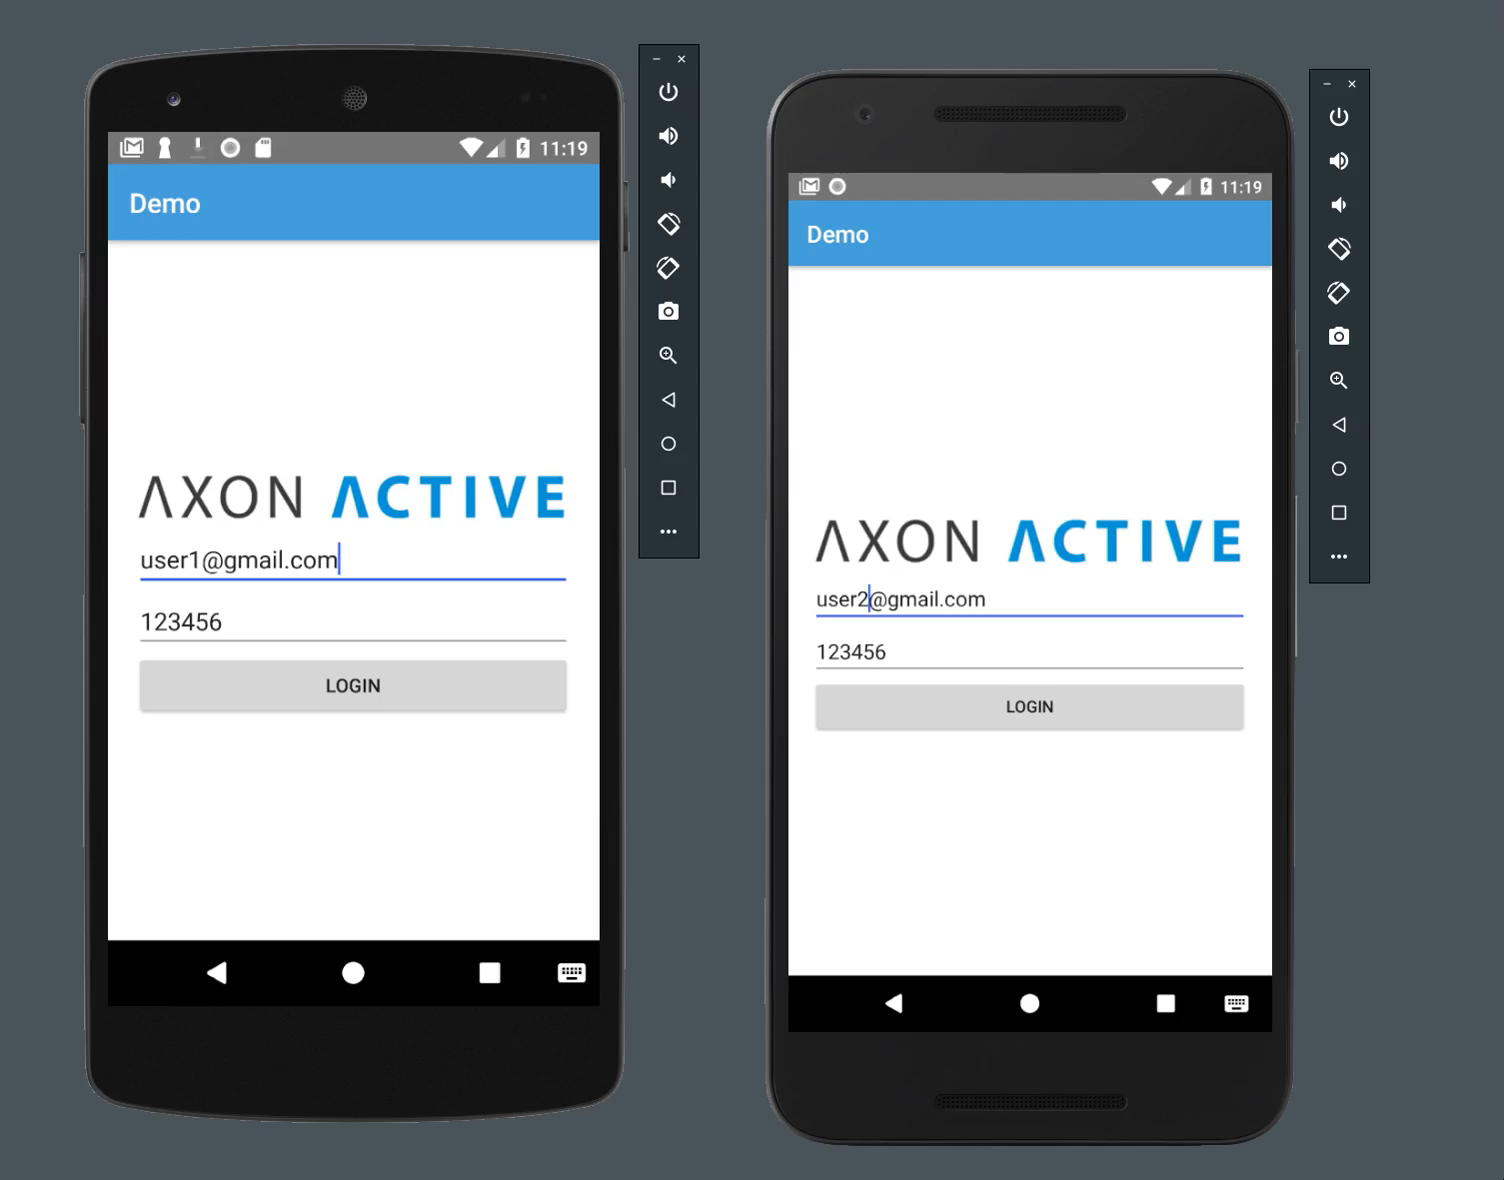 11:19
Demo
AXON ACTIVE
user1@gmail.com
123456
LOGIN
11:19
Demo
AXON ACTIVE
user2@gmail.com
123456
LOGIN